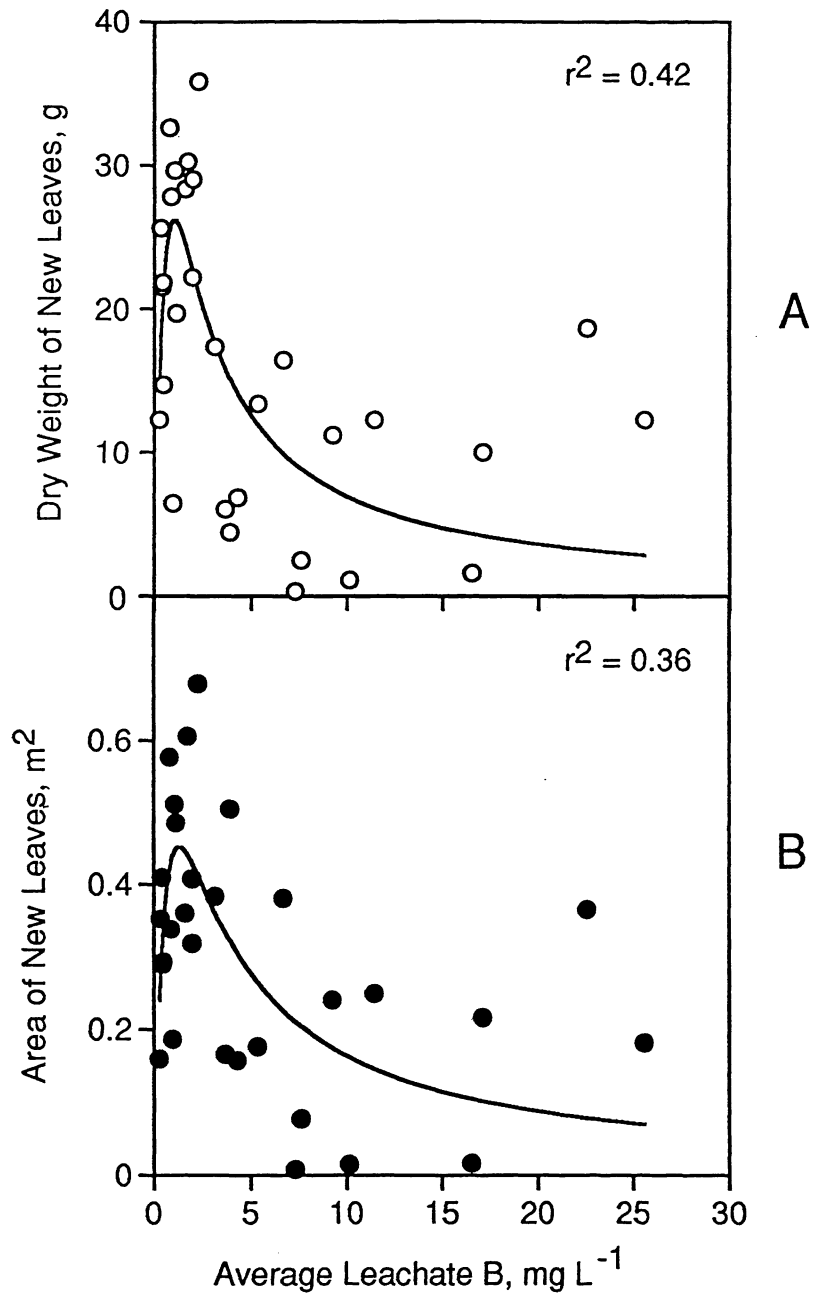 40
r² = 0.42
30
20
10
0
Dry Weight of New Leaves, g
A
r² = 0.36
0.6
0.4
0.2
0
Area of New Leaves, m²
B
0 5 10 15 20 25 30
Average Leachate B, mg L⁻¹